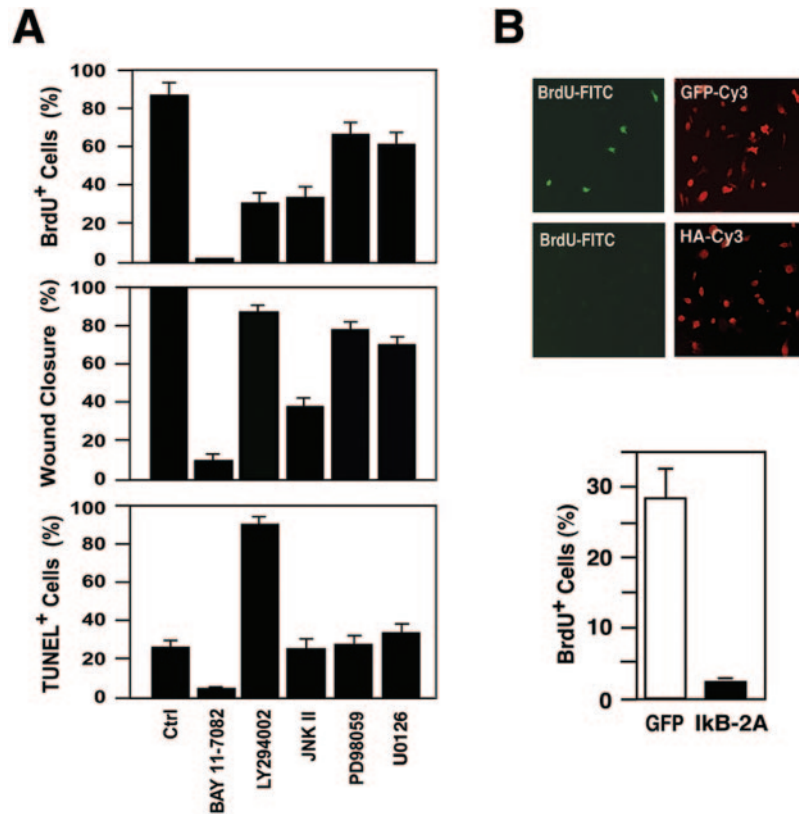 A
BrdU+ Cells (%)
100
80
60
40
20
0
Wound Closure (%)
100
80
60
40
20
0
TUNEL+ Cells (%)
100
80
60
40
20
0
Ctrl
BAY 11-7082
LY294002
JNK II
PD98059
U0126
B
BrdU-FITC
GFP-Cy3
BrdU-FITC
HA-Cy3
BrdU+ Cells (%)
30
20
10
0
GFP IkB-2A